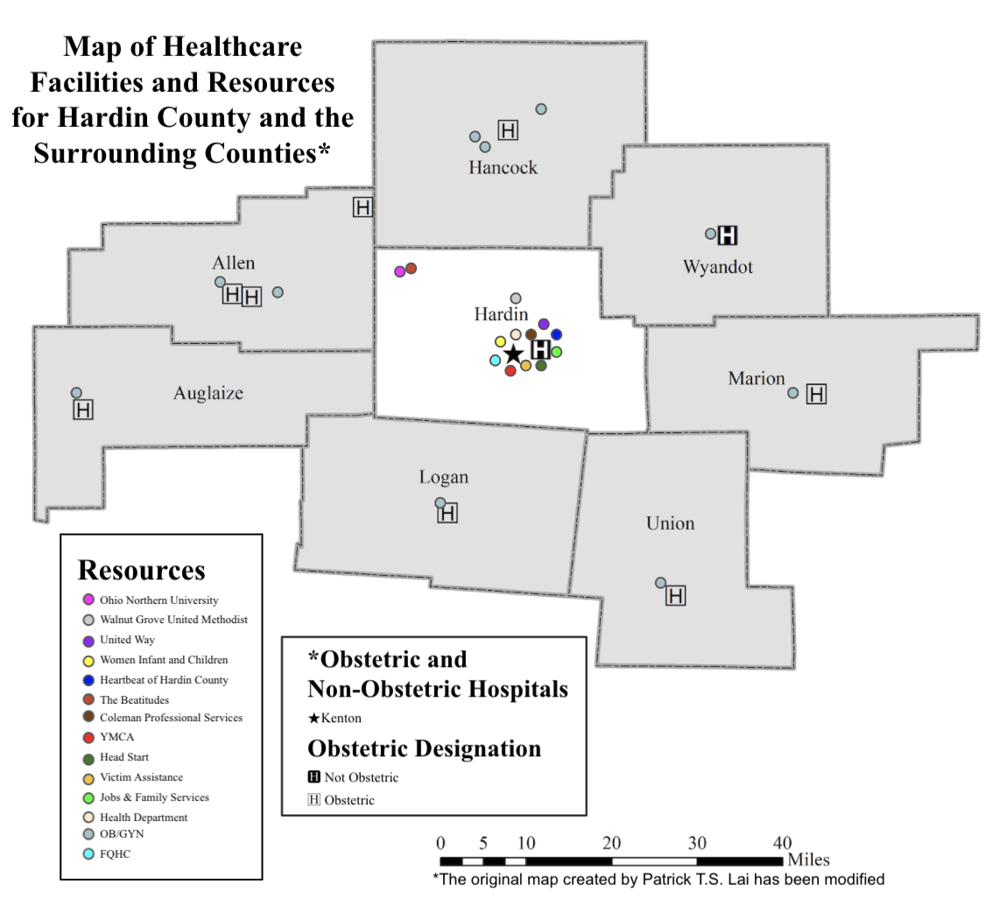 Map of Healthcare
Facilities and Resources
for Hardin County and the
Surrounding Counties*
H
Hancock
H
Allen
H H
H
Wyandot
Hardin
H
Marion
H
Auglaize
H
Logan
H
Union
H
Resources
Ohio Northern University
Walnut Grove United Methodist
United Way
Women Infant and Children
Heartbeat of Hardin County
The Beatitudes
Coleman Professional Services
YMCA
Head Start
Victim Assistance
Jobs & Family Services
Health Department
OB/GYN
FQHC
*Obstetric and
Non-Obstetric Hospitals
★Kenton
Obstetric Designation
H Not Obstetric
H Obstetric
0 5 10 20 30 40
Miles
*The original map created by Patrick T.S. Lai has been modified